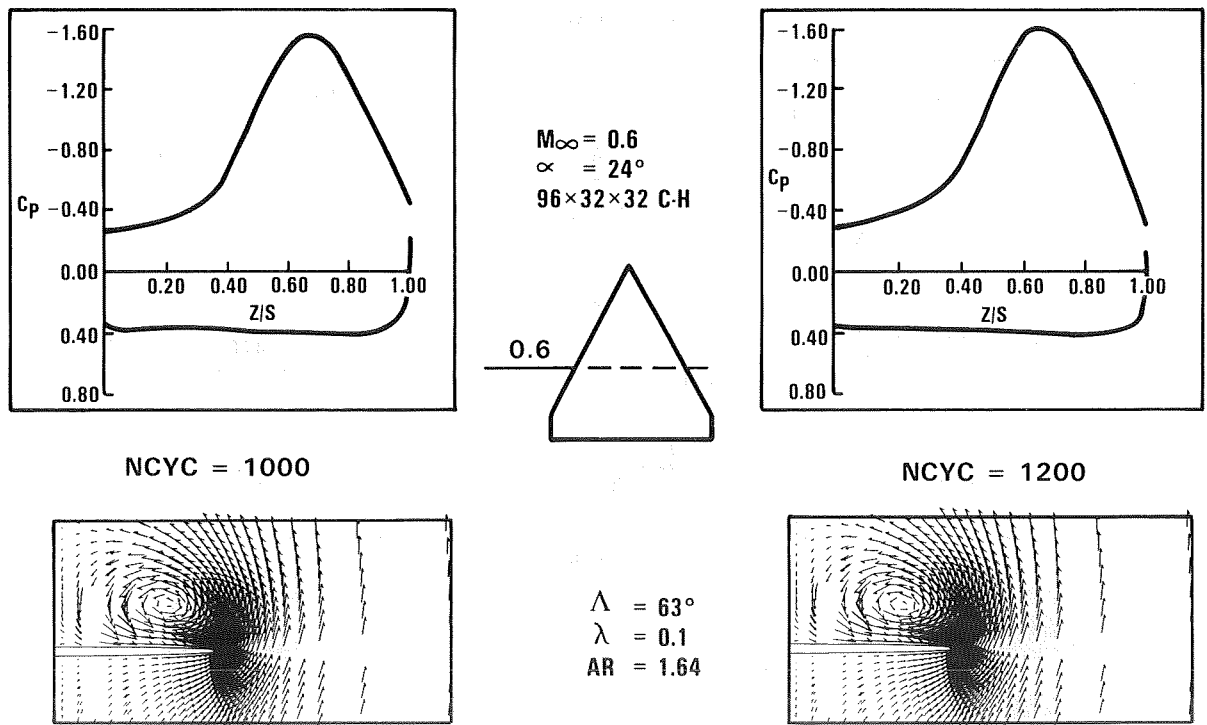 -1.60
-1.20
-0.80
Cp -0.40
0.00
0.20 0.40 0.60 0.80 1.00
Z/S
0.40
0.80
M∞ = 0.6
∝ = 24°
96×32×32 C-H
0.6
-1.60
-1.20
-0.80
Cp -0.40
0.00
0.20 0.40 0.60 0.80 1.00
Z/S
0.40
0.80
NCYC = 1000
NCYC = 1200
Λ = 63°
λ = 0.1
AR = 1.64